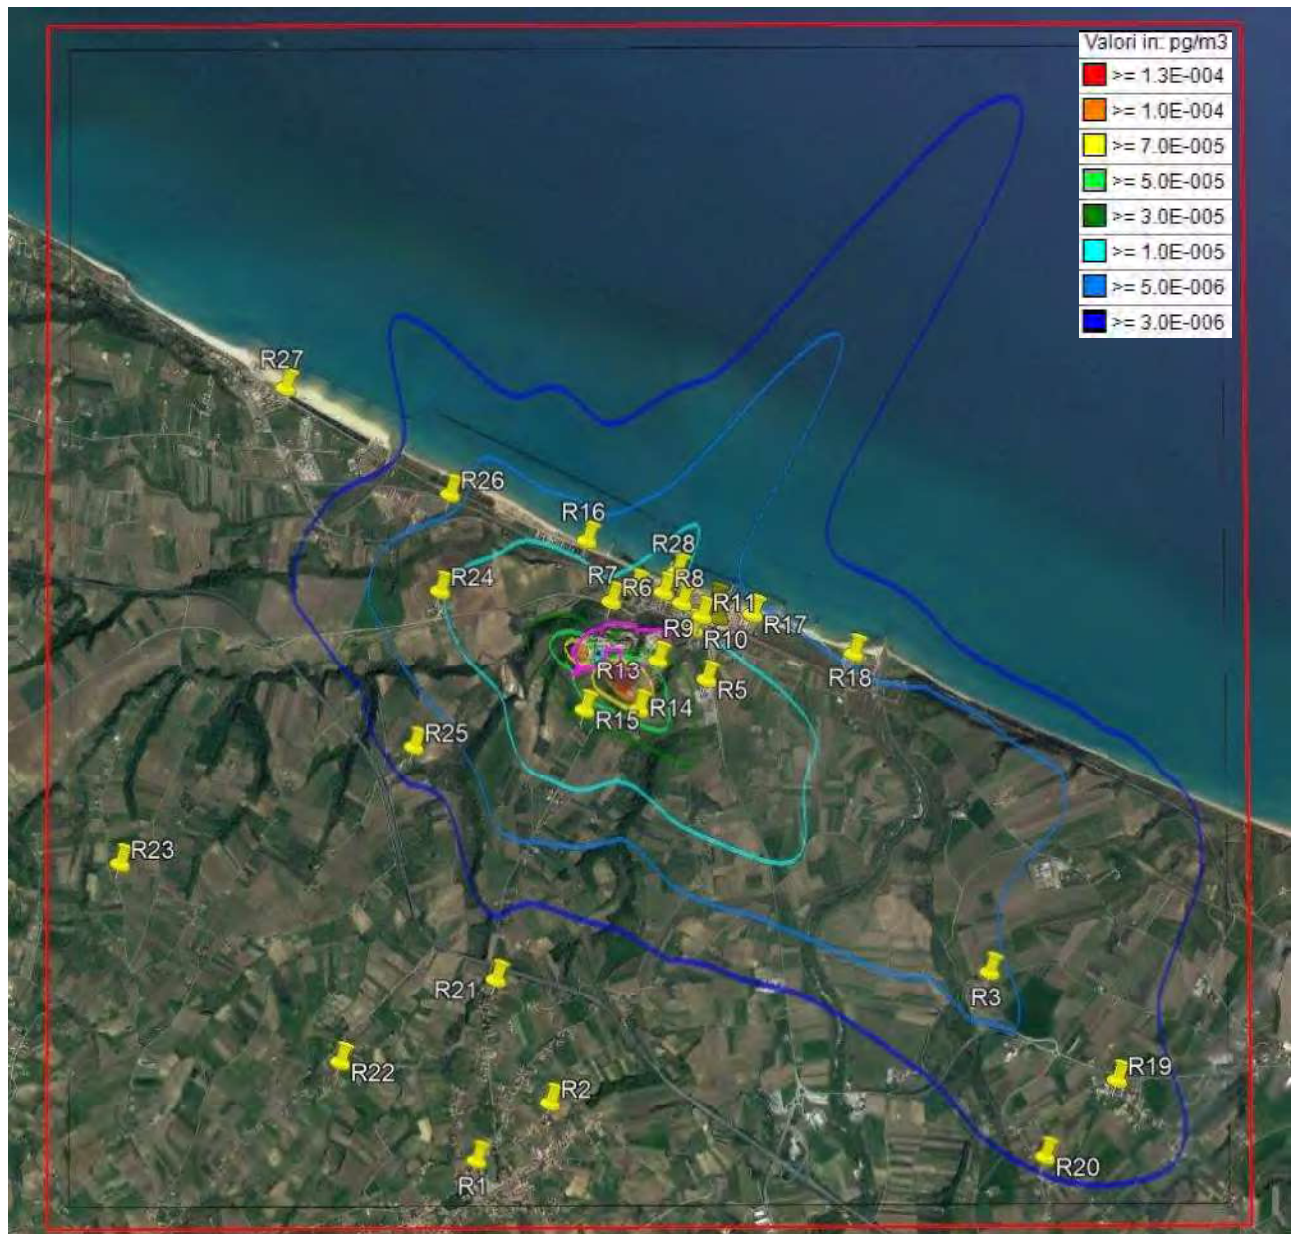 Valori in: pg/m3
>= 1.3E-004
>= 1.0E-004
>= 7.0E-005
>= 5.0E-005
>= 3.0E-005
>= 1.0E-005
>= 5.0E-006
>= 3.0E-006
R27
R26
R16
R28
R24
R7
R6
R8
R11
R17
R9
R10
R18
R13
R5
R15
R14
R25
R23
R21
R3
R22
R19
R2
R20
R1